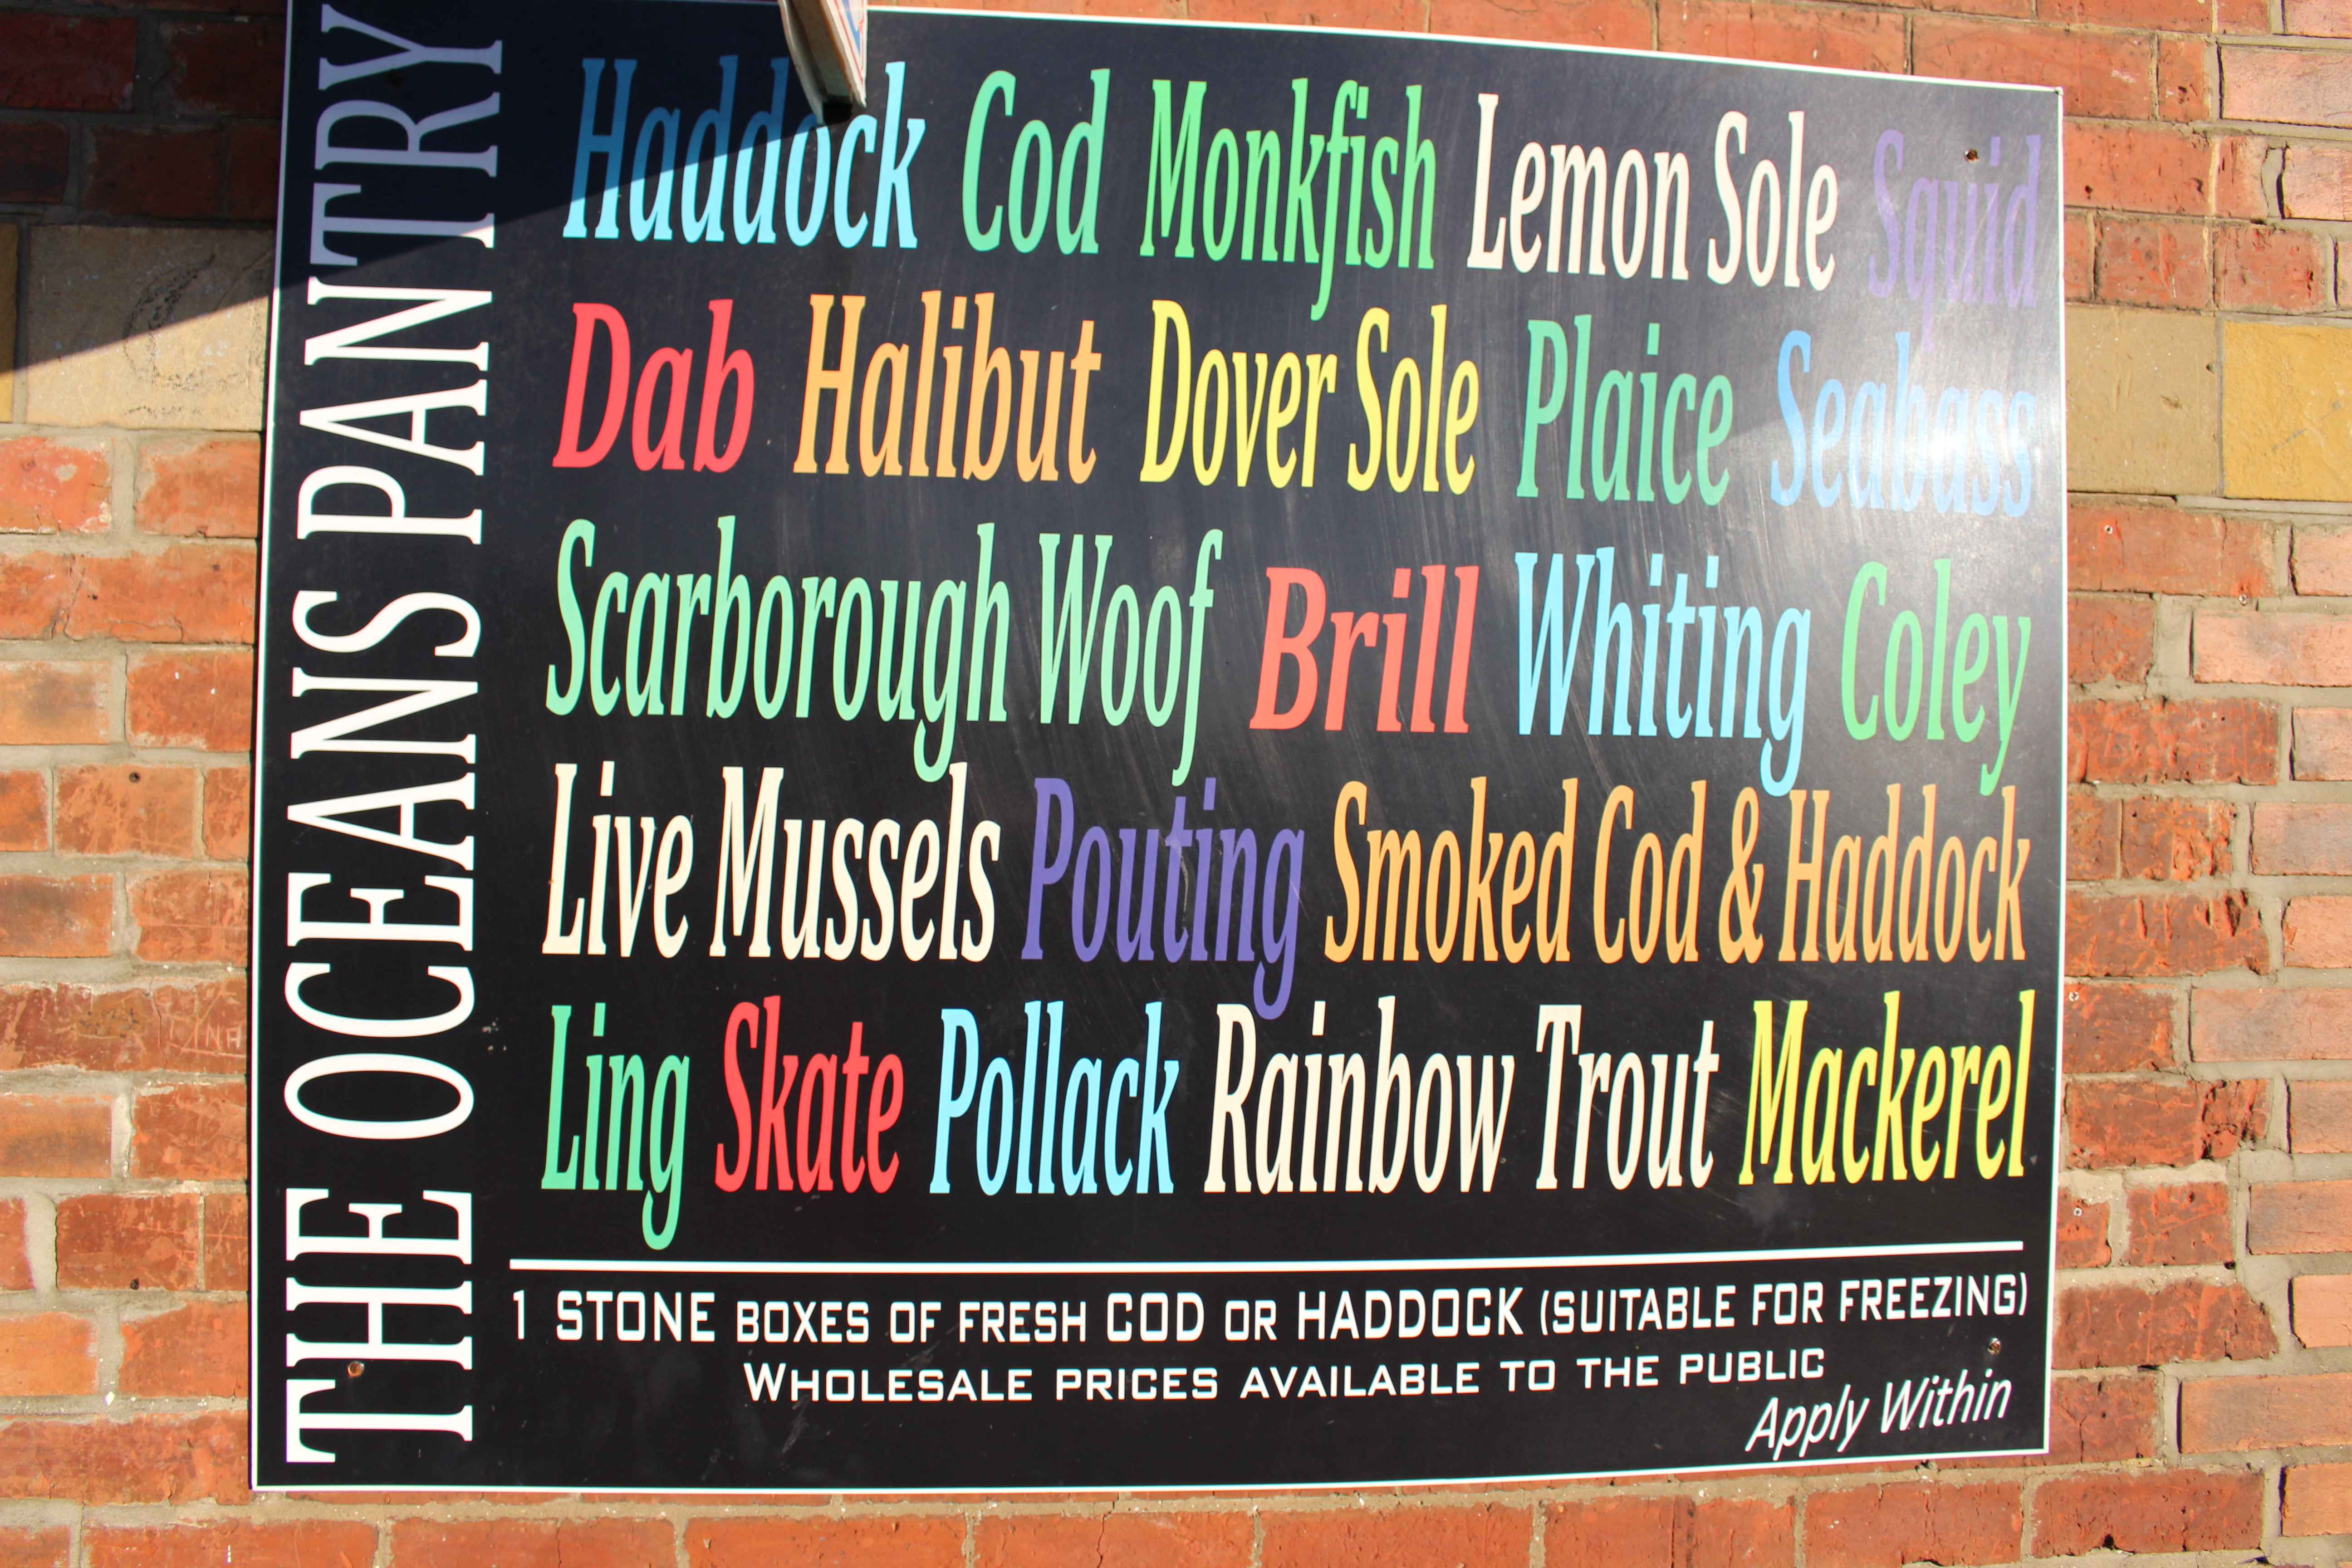 THE OCEANS PANTRY
Haddock Cod Monkfish Lemon Sole Squid
Dab Halibut Dover Sole Plaice Seabass
Scarborough Woof Brill Whiting Coley
Live Mussels Pouting Smoked Cod & Haddock
Ling Skate Pollack Rainbow Trout Mackerel
1 STONE BOXES OF FRESH COD OR HADDOCK (SUITABLE FOR FREEZING)
WHOLESALE PRICES AVAILABLE TO THE PUBLIC
Apply Within